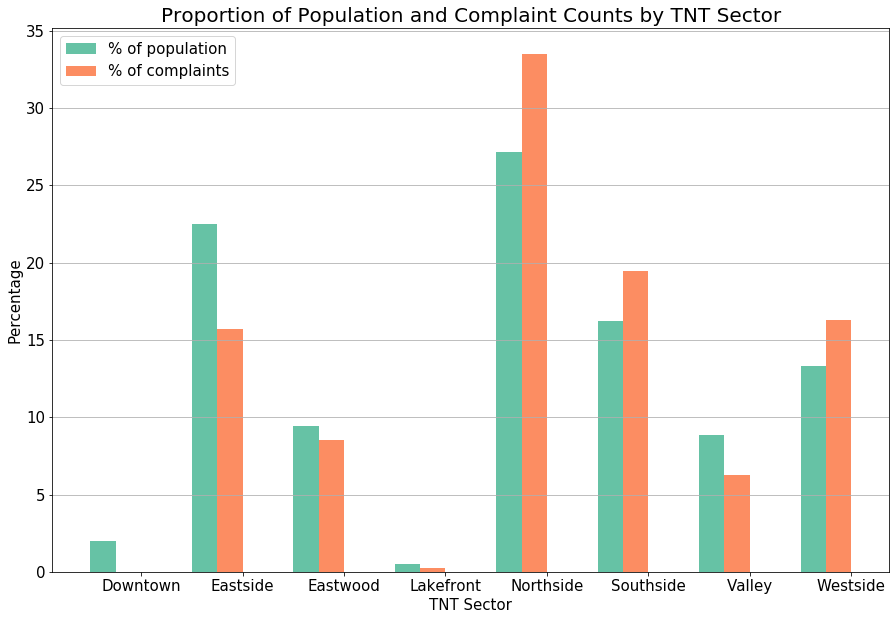 Proportion of Population and Complaint Counts by TNT Sector
% of population
% of complaints
35
30
25
20
15
10
5
0
Percentage
Downtown Eastside Eastwood Lakefront Northside Southside Valley Westside
TNT Sector